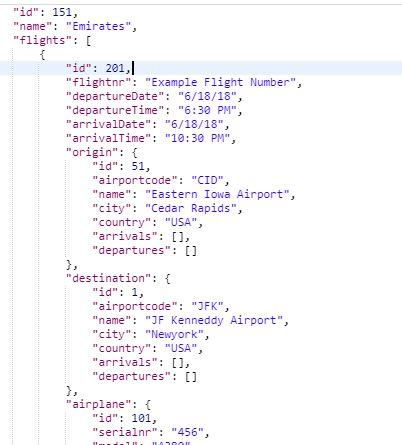 "id": 151,
"name": "Emirates",
"flights": [
{
"id": 201,
"flightnr": "Example Flight Number",
"departureDate": "6/18/18",
"departureTime": "6:30 PM",
"arrivalDate": "6/18/18",
"arrivalTime": "10:30 PM",
"origin": {
"id": 51,
"airportcode": "CID",
"name": "Eastern Iowa Airport",
"city": "Cedar Rapids",
"country": "USA",
"arrivals": [],
"departures": []
},
"destination": {
"id": 1,
"airportcode": "JFK",
"name": "JF Kenneddy Airport",
"city": "Newyork",
"country": "USA",
"arrivals": [],
"departures": []
},
"airplane": {
"id": 101,
"serialnr": "456",
"model": "A380",